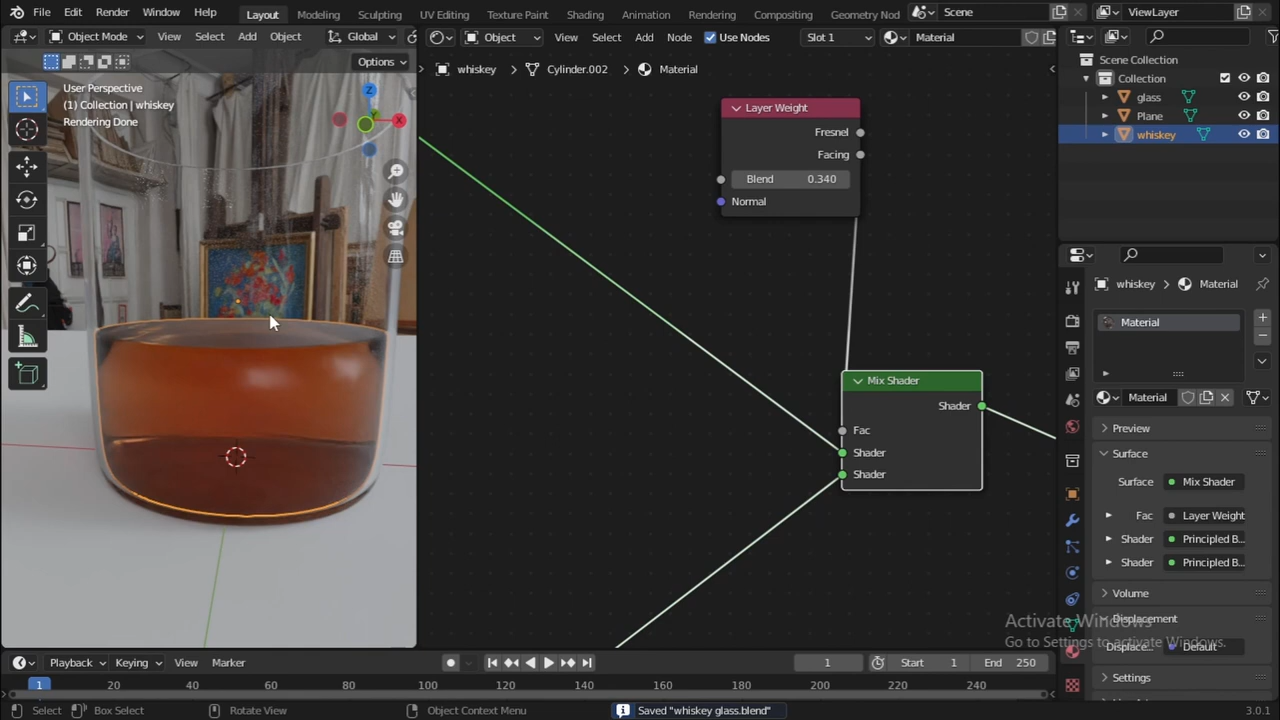 File Edit Render Window Help Layout Modeling Sculpting UV Editing Texture Paint Shading Animation Rendering Compositing Geometry Nod Scene ViewLayer
Object Mode View Select Add Object Global Object View Select Add Node Use Nodes Slot 1 Material
Options whiskey Cylinder.002 Material
User Perspective
(1) Collection | whiskey
Rendering Done
Z
Y
X
Layer Weight
Fresnel
Facing
Blend 0.340
Normal
Mix Shader
Shader
Fac
Shader
Shader
Scene Collection
Collection
glass
Plane
whiskey
whiskey Material
Material
Material
Preview
Surface
Surface Mix Shader
Fac Layer Weight
Shader Principled B...
Shader Principled B...
Volume
Displacement
Displace... Default
Settings
Activate Windows
Go to Settings to activate Windows.
Playback Keying View Marker 1 Start 1 End 250
1 20 40 60 80 100 120 140 160 180 200 220 240
Select Box Select Rotate View Object Context Menu Saved "whiskey glass.blend" 3.0.1